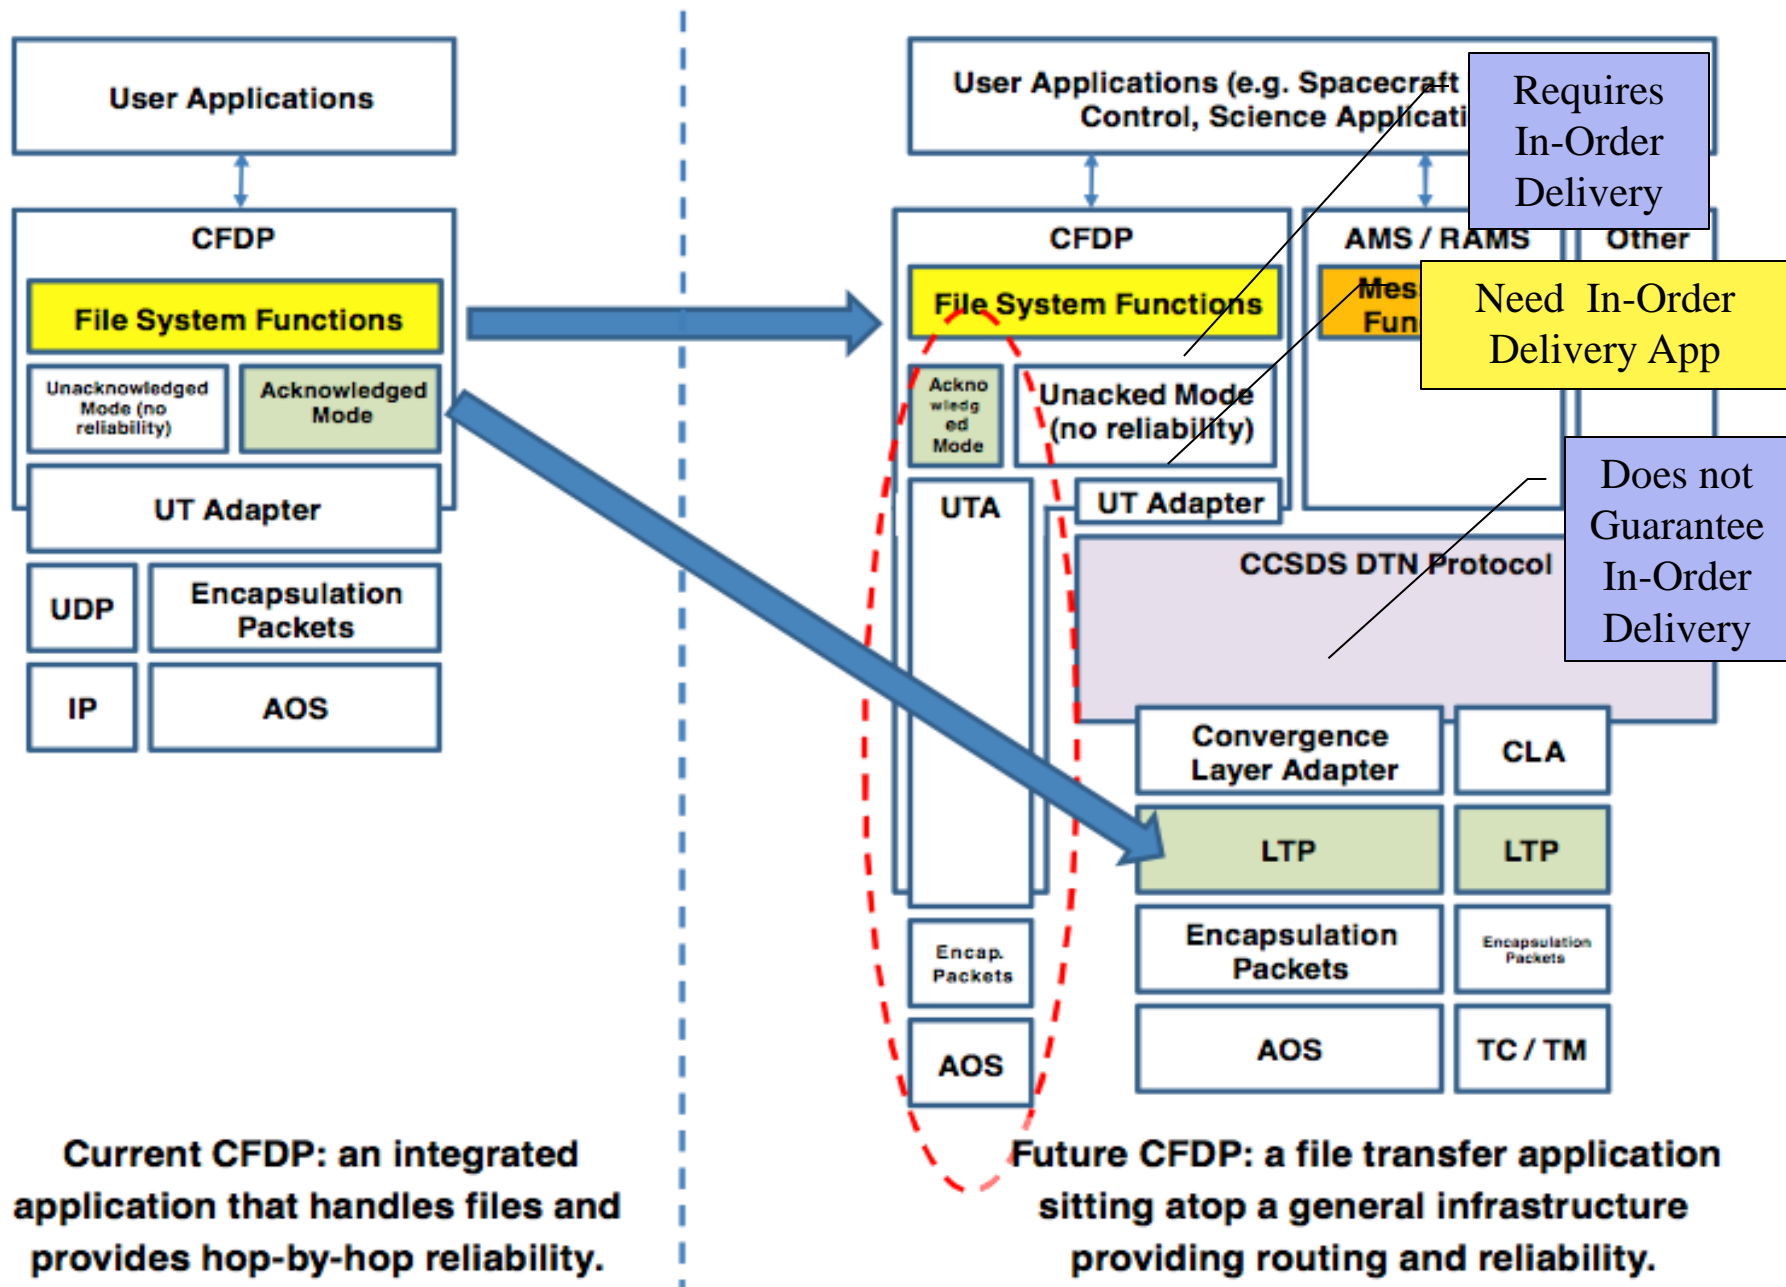 User Applications
CFDP
File System Functions
Unacknowledged
Mode (no
reliability)
Acknowledged
Mode
UT Adapter
UDP
Encapsulation
Packets
IP
AOS
Current CFDP: an integrated
application that handles files and
provides hop-by-hop reliability.
User Applications (e.g. Spacecraft
Control, Science Applicati
Requires
In-Order
Delivery
CFDP
AMS / RAMS
Other
File System Functions
Mes
Fun
Need In-Order
Delivery App
Ackno
wledg
ed
Mode
Unacked Mode
(no reliability)
UTA
UT Adapter
Does not
Guarantee
In-Order
Delivery
CCSDS DTN Protocol
Convergence
Layer Adapter
CLA
LTP
LTP
Encap.
Packets
Encapsulation
Packets
Encapsulation
Packets
AOS
AOS
TC / TM
Future CFDP: a file transfer application
sitting atop a general infrastructure
providing routing and reliability.